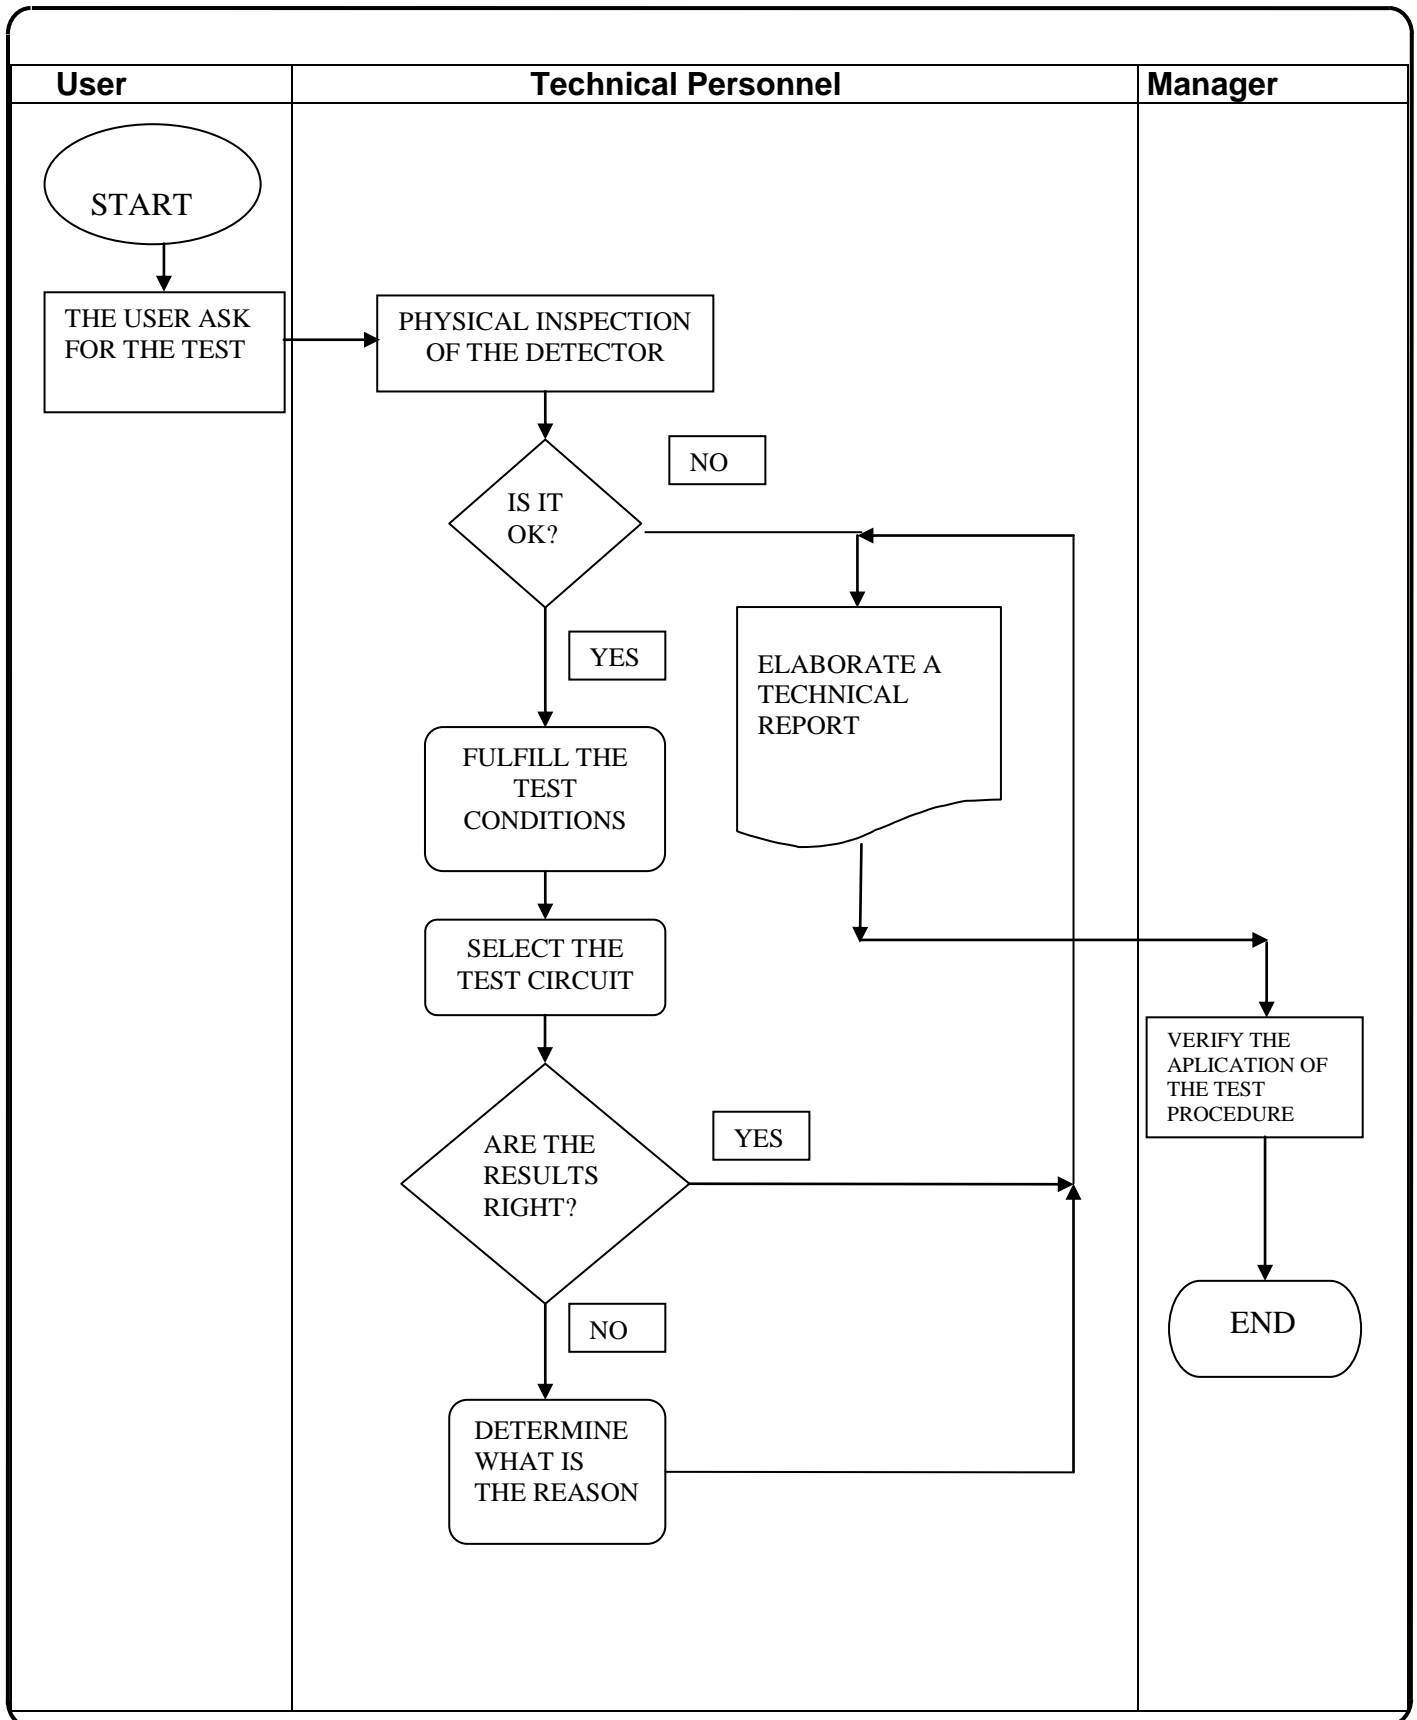 User
Technical Personnel
Manager
START
THE USER ASK
FOR THE TEST
PHYSICAL INSPECTION
OF THE DETECTOR
NO
IS IT
OK?
YES
ELABORATE A
TECHNICAL
REPORT
FULFILL THE
TEST
CONDITIONS
SELECT THE
TEST CIRCUIT
VERIFY THE
APLICATION OF
THE TEST
PROCEDURE
YES
ARE THE
RESULTS
RIGHT?
NO
END
DETERMINE
WHAT IS
THE REASON